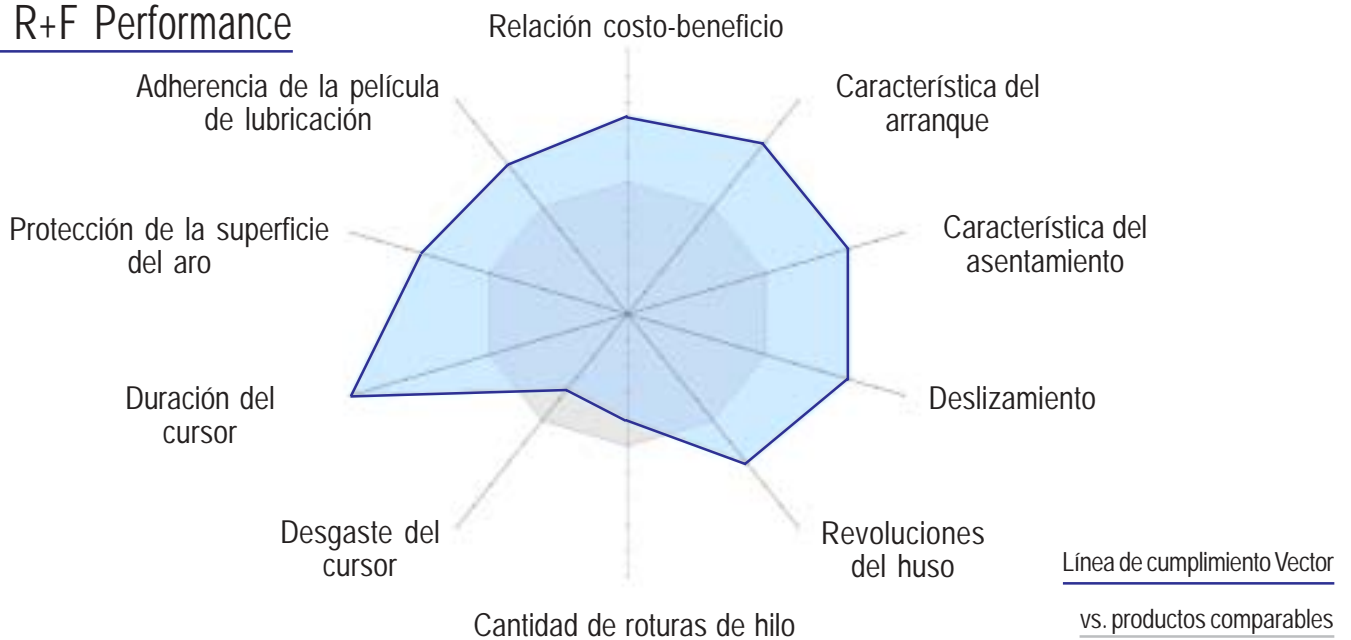 R+F Performance
Relación costo-beneficio
Adherencia de la película
de lubricación
Característica del
arranque
Protección de la superficie
del aro
Característica del
asentamiento
Duración del
cursor
Deslizamiento
Desgaste del
cursor
Revoluciones
del huso
Cantidad de roturas de hilo
Línea de cumplimiento Vector
vs. productos comparables